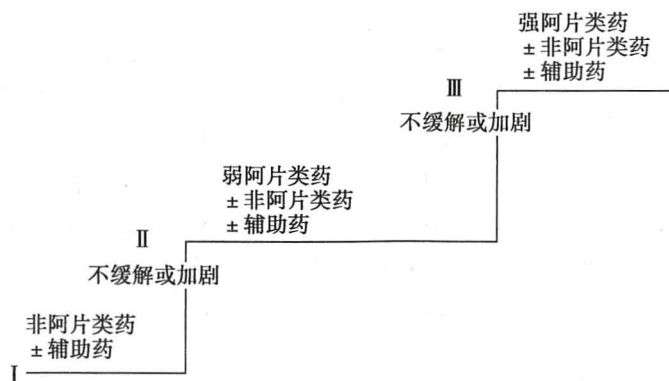 强阿片类药
± 非阿片类药
± 辅助药
Ⅲ
不缓解或加剧
弱阿片类药
± 非阿片类药
± 辅助药
Ⅱ
不缓解或加剧
非阿片类药
± 辅助药
Ⅰ